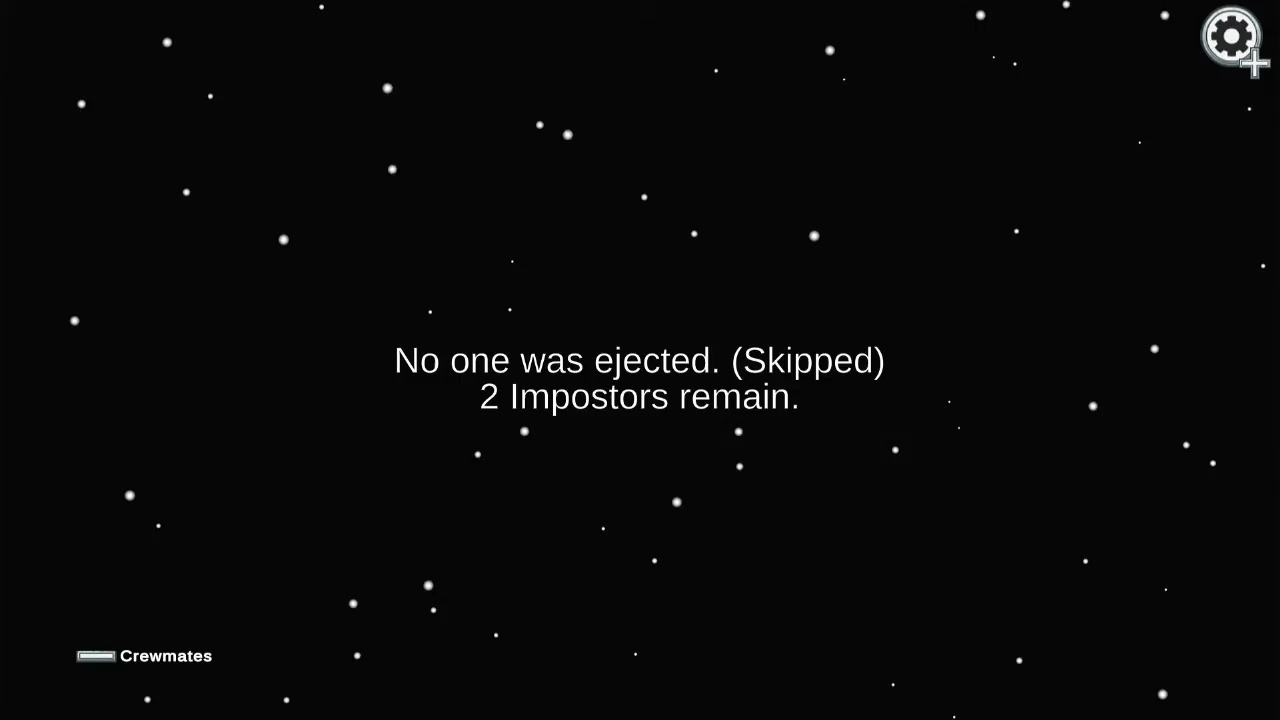 No one was ejected. (Skipped)
2 Impostors remain.
Crewmates